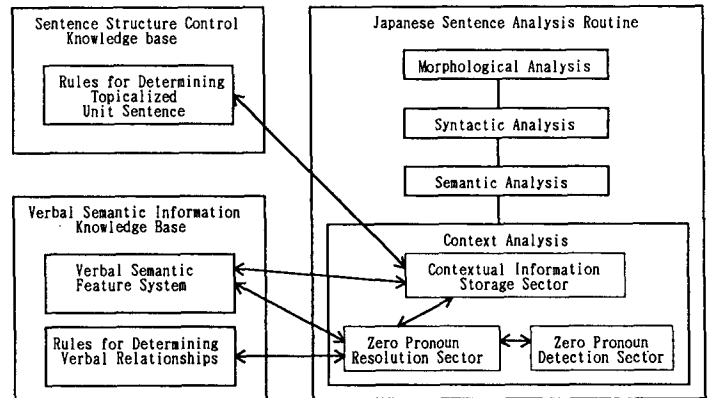 Sentence Structure Control
Knowledge base
Rules for Determining
Topicalized
Unit Sentence
Verbal Semantic Information
Knowledge Base
Verbal Semantic
Feature System
Rules for Determining
Verbal Relationships
Japanese Sentence Analysis Routine
Morphological Analysis
Syntactic Analysis
Semantic Analysis
Context Analysis
Contextual Information
Storage Sector
Zero Pronoun
Resolution Sector
Zero Pronoun
Detection Sector